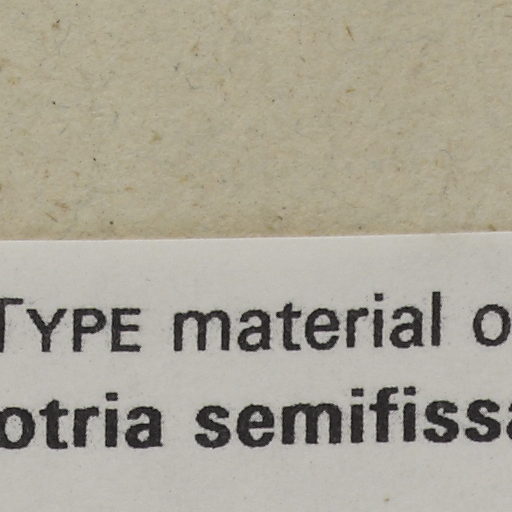 TYPE material o
otria semifissa